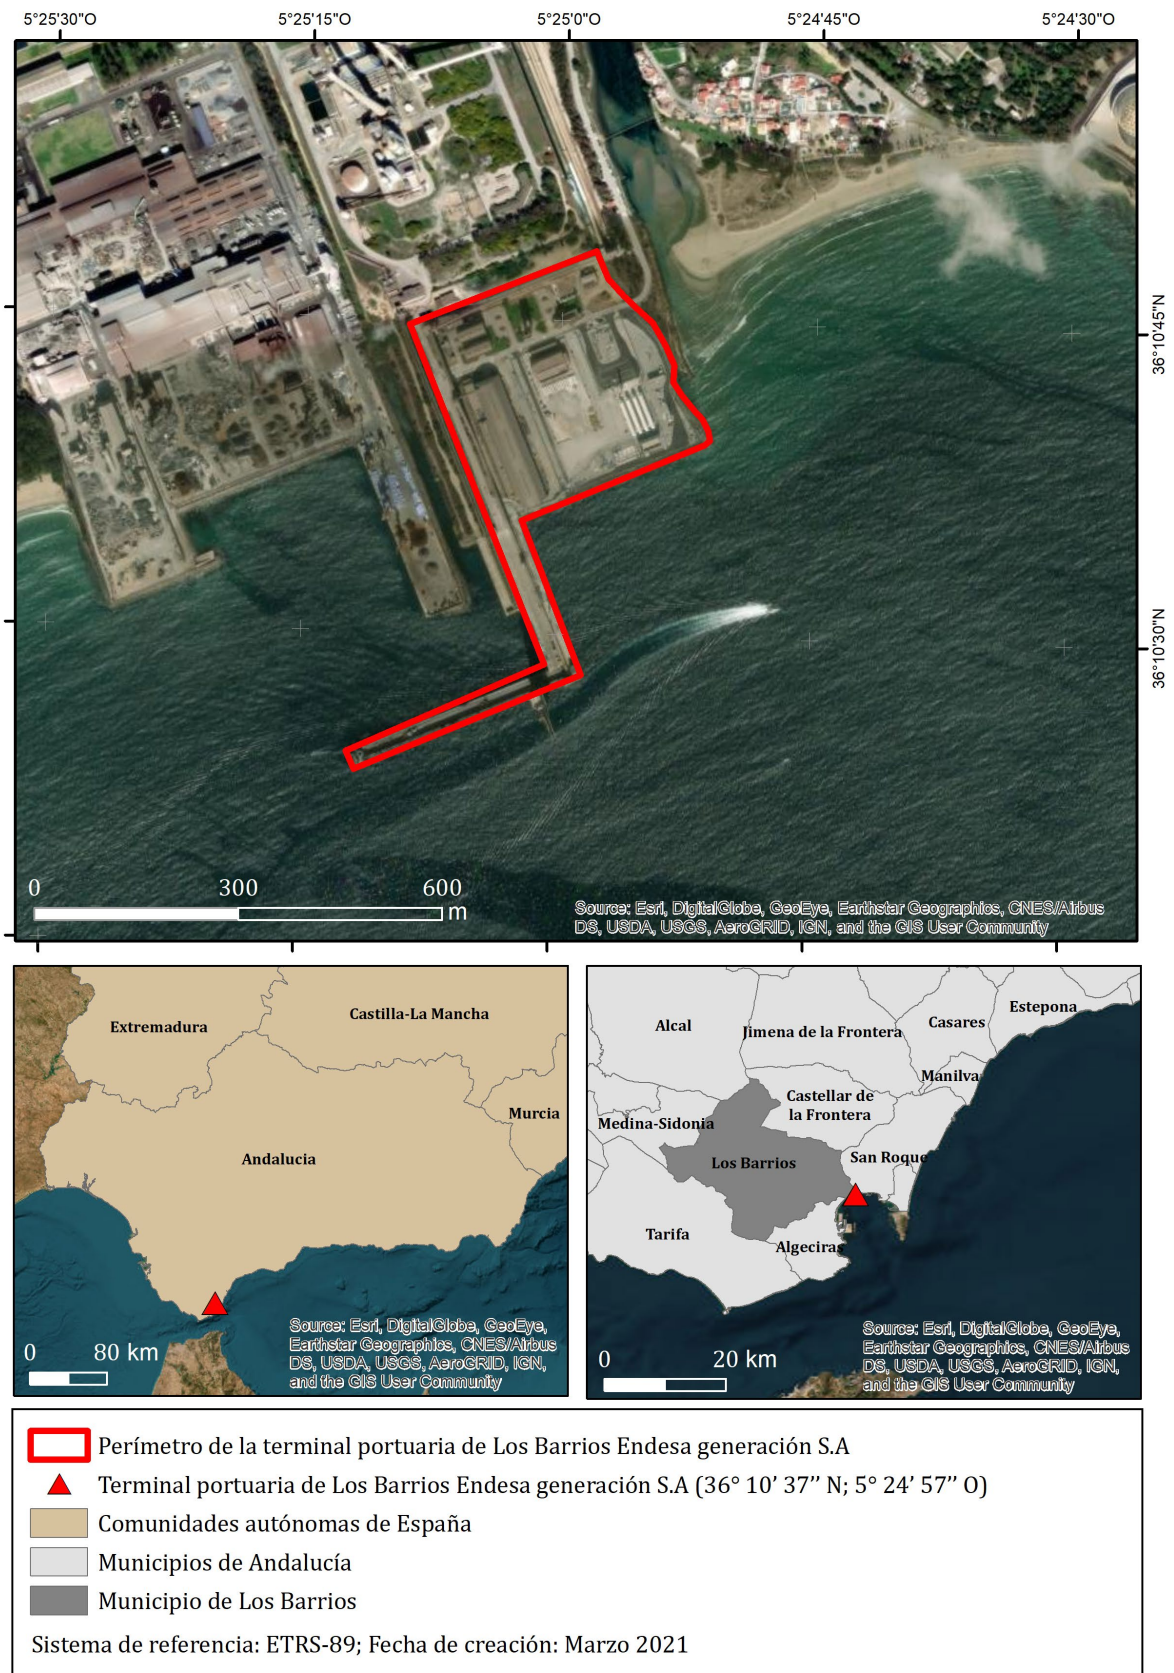 5°25'30"O
5°25'15"O
5°25'0"O
5°24'45"O
5°24'30"O
36°10'45"N
36°10'30"N
0
300
600
m
Source: Esri, DigitalGlobe, GeoEye, Earthstar Geographics, CNES/Airbus
DS, USDA, USGS, AeroGRID, IGN, and the GIS User Community
Extremadura
Castilla-La Mancha
Murcia
Andalucia
0
80 km
Source: Esri, DigitalGlobe, GeoEye,
Earthstar Geographics, CNES/Airbus
DS, USDA, USGS, AeroGRID, IGN,
and the GIS User Community
Alcal
Jimena de la Frontera
Casares
Estepona
Manilva
Castellar de
la Frontera
Medina-Sidonia
Los Barrios
San Roque
Tarifa
Algeciras
0
20 km
Source: Esri, DigitalGlobe, GeoEye,
Earthstar Geographics, CNES/Airbus
DS, USDA, USGS, AeroGRID, IGN,
and the GIS User Community
Perímetro de la terminal portuaria de Los Barrios Endesa generación S.A
Terminal portuaria de Los Barrios Endesa generación S.A (36° 10’ 37’’ N; 5° 24’ 57’’ O)
Comunidades autónomas de España
Municipios de Andalucía
Municipio de Los Barrios
Sistema de referencia: ETRS-89; Fecha de creación: Marzo 2021